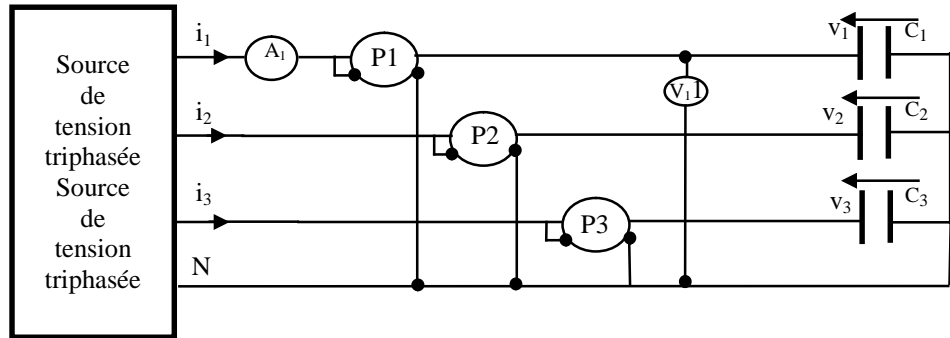 Source
de
tension
triphasée
Source
de
tension
triphasée
i1
A1
P1
v1
C1
V11
i2
P2
v2
C2
i3
P3
v3
C3
N